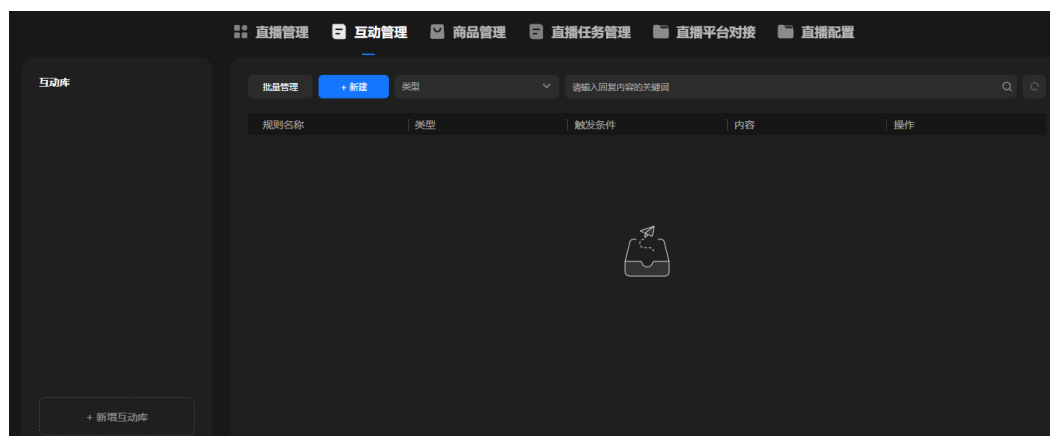 直播管理 互动管理 商品管理 直播任务管理 直播平台对接 直播配置
互动库
批量管理 + 新建 类型 请输入回复内容的关键词
规则名称 类型 触发条件 内容 操作
+ 新增互动库